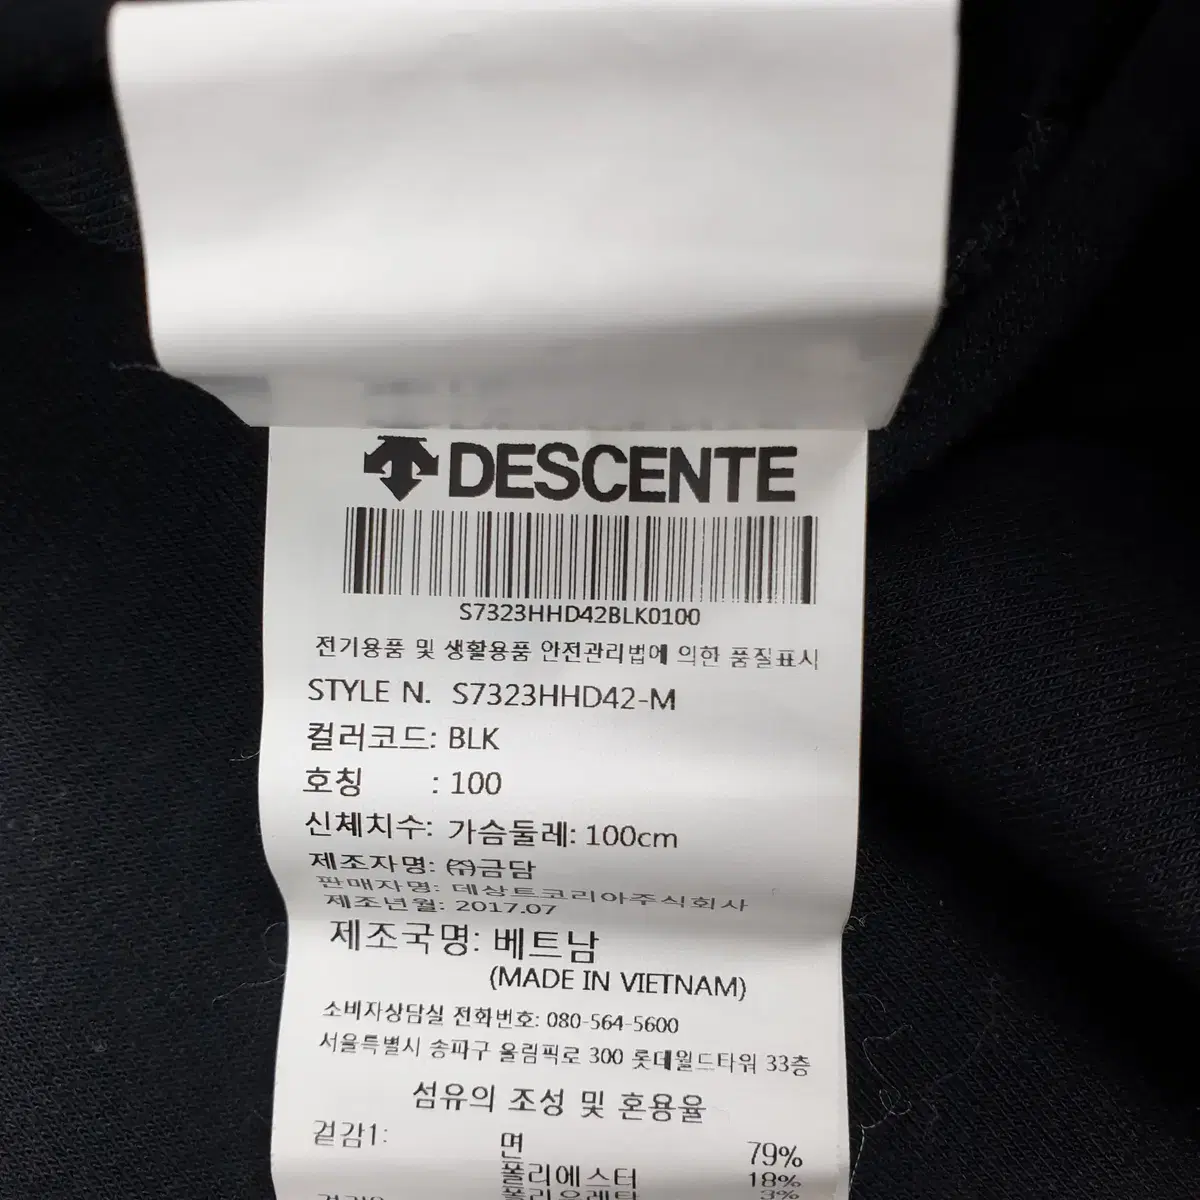 DESCENTE
S7323HHD42BLK0100
전기용품 및 생활용품 안전관리법에 의한 품질표시
STYLE N. S7323HHD42-M
컬러코드: BLK
호칭 : 100
신체치수: 가슴둘레: 100cm
제조자명: ㈜금담
판매자명: 데상트코리아주식회사
제조년월: 2017.07
제조국명: 베트남
(MADE IN VIETNAM)
소비자상담실 전화번호: 080-564-5600
서울특별시 송파구 올림픽로 300 롯데월드타워 33층
섬유의 조성 및 혼용율
겉감1: 면 79%
폴리에스터 18%
폴리우레탄 3%